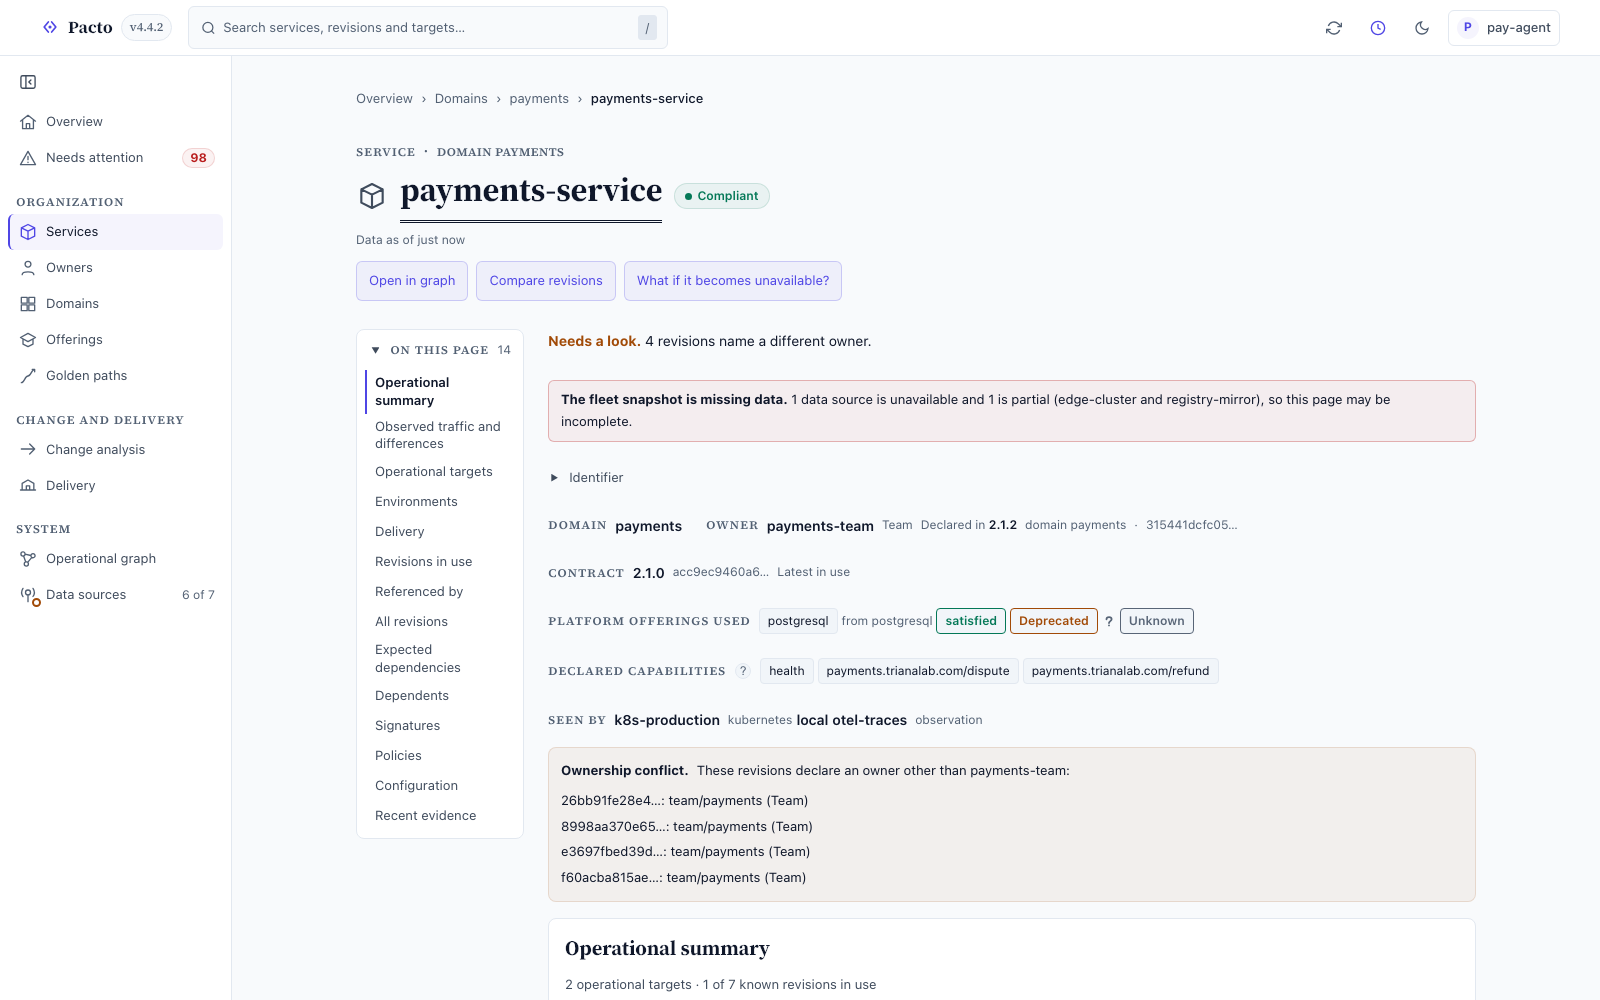 Pacto
v4.4.2
Search services, revisions and targets...
/
P
pay-agent
Overview
Needs attention
98
ORGANIZATION
Services
Owners
Domains
Offerings
Golden paths
CHANGE AND DELIVERY
Change analysis
Delivery
SYSTEM
Operational graph
Data sources
6 of 7
Overview › Domains › payments › payments-service
SERVICE · DOMAIN PAYMENTS
payments-service
Compliant
Data as of just now
Open in graph
Compare revisions
What if it becomes unavailable?
ON THIS PAGE 14
Operational
summary
Observed traffic and
differences
Operational targets
Environments
Delivery
Revisions in use
Referenced by
All revisions
Expected
dependencies
Dependents
Signatures
Policies
Configuration
Recent evidence
Needs a look. 4 revisions name a different owner.
The fleet snapshot is missing data. 1 data source is unavailable and 1 is partial (edge-cluster and registry-mirror), so this page may be
incomplete.
Identifier
DOMAIN payments OWNER payments-team Team Declared in 2.1.2 domain payments · 315441dcfc05...
CONTRACT 2.1.0 acc9ec9460a6... Latest in use
PLATFORM OFFERINGS USED postgresql from postgresql satisfied Deprecated ? Unknown
DECLARED CAPABILITIES ? health payments.trianalab.com/dispute payments.trianalab.com/refund
SEEN BY k8s-production kubernetes local otel-traces observation
Ownership conflict. These revisions declare an owner other than payments-team:
26bb91fe28e4...: team/payments (Team)
8998aa370e65...: team/payments (Team)
e3697fbed39d...: team/payments (Team)
f60acba815ae...: team/payments (Team)
Operational summary
2 operational targets · 1 of 7 known revisions in use